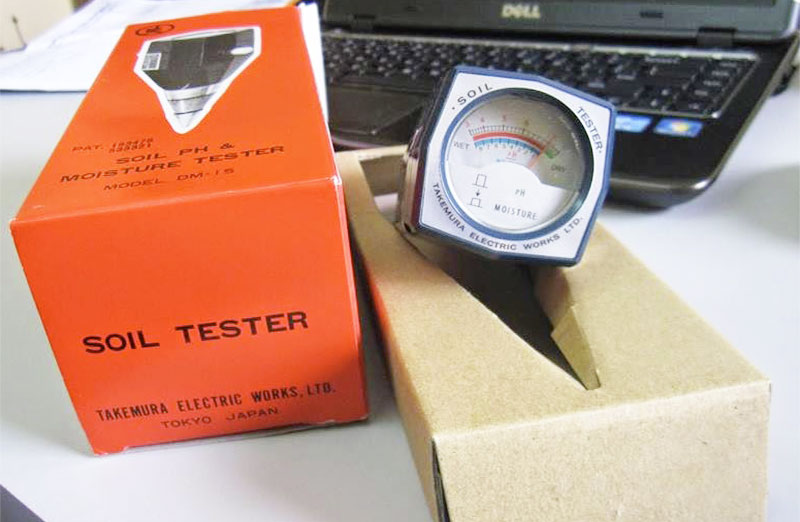 PAT.
SOIL PH &
MOISTURE TESTER
MODEL DM-15
SOIL TESTER
TAKEMURA ELECTRIC WORKS, LTD.
TOKYO JAPAN
DELL
· SOIL TESTER ·
WET
DRY
PH
MOISTURE
TAKEMURA ELECTRIC WORKS LTD.